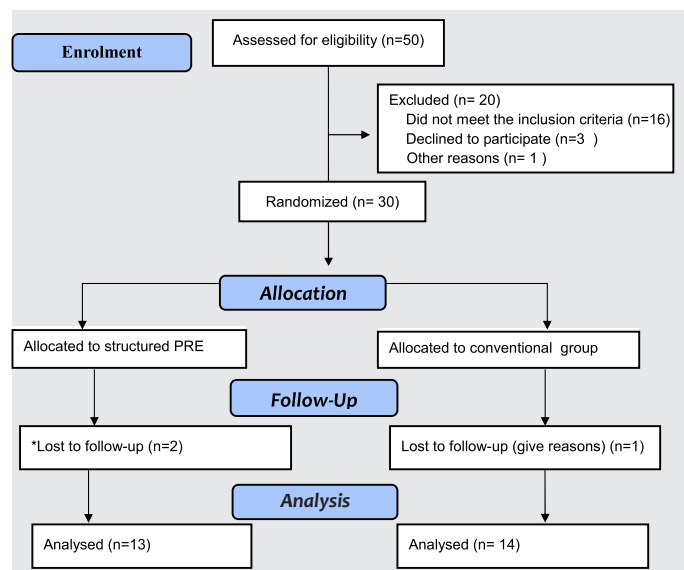 Enrolment
Assessed for eligibility (n=50)
Excluded (n= 20)
Did not meet the inclusion criteria (n=16)
Declined to participate (n=3  )
Other reasons (n= 1 )
Randomized (n= 30)
Allocation
Allocated to structured PRE
Allocated to conventional  group
Follow-Up
*Lost to follow-up (n=2)
Lost to follow-up (give reasons) (n=1)
Analysis
Analysed (n=13)
Analysed (n= 14)